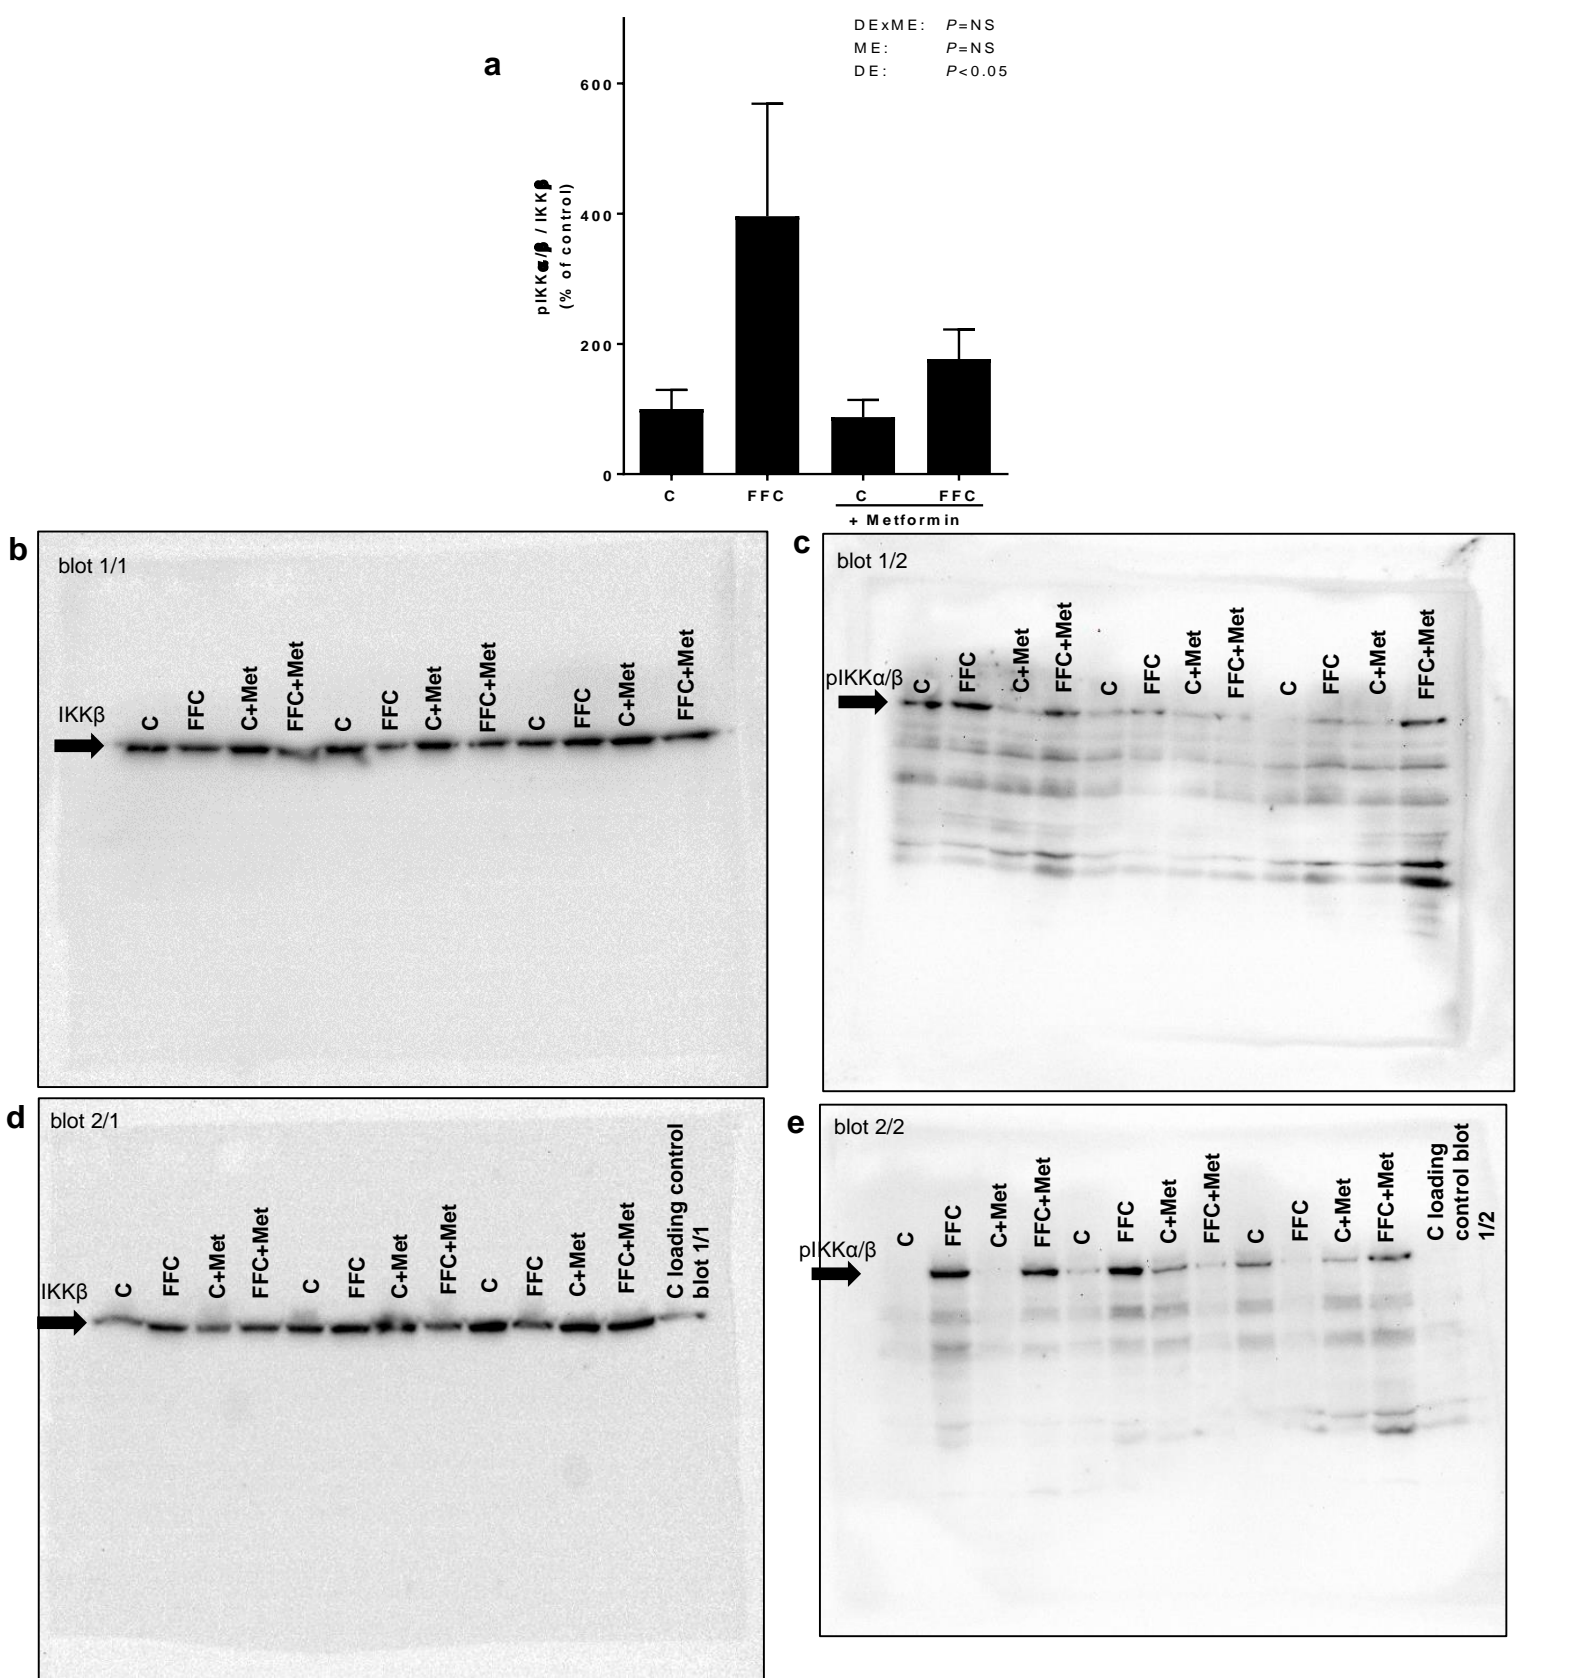 a
DExME: P=NS
ME: P=NS
DE: P<0.05
pIKKα/β / IKKβ
(% of control)
600
400
200
0
C FFC C FFC
+ Metformin
b
blot 1/1
IKKβ
C FFC C+Met FFC+Met C FFC C+Met FFC+Met C FFC C+Met FFC+Met
c
blot 1/2
pIKKα/β
C FFC C+Met FFC+Met C FFC C+Met FFC+Met C FFC C+Met FFC+Met
d
blot 2/1
IKKβ
C FFC C+Met FFC+Met C FFC C+Met FFC+Met C FFC C+Met FFC+Met
C loading control
blot 1/1
e
blot 2/2
pIKKα/β
C FFC C+Met FFC+Met C FFC C+Met FFC+Met C FFC C+Met FFC+Met
C loading
control blot
1/2